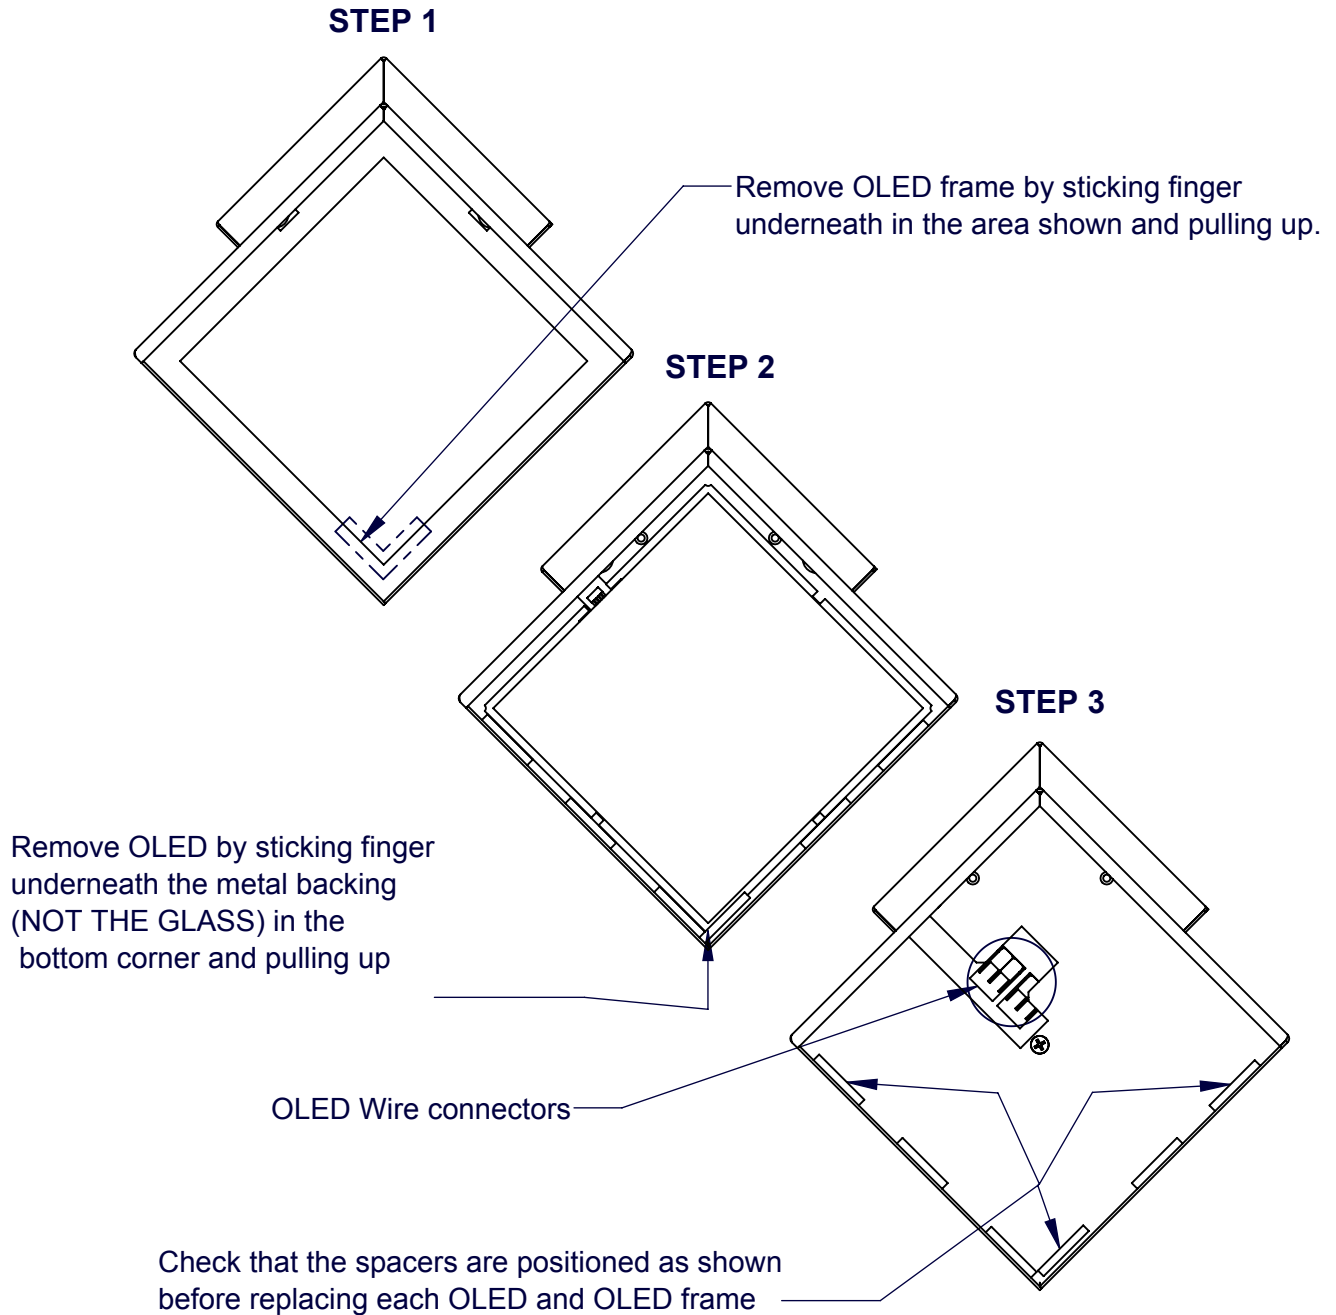 STEP 1
Remove OLED frame by sticking finger
underneath in the area shown and pulling up.
STEP 2
Remove OLED by sticking finger
underneath the metal backing
(NOT THE GLASS) in the
bottom corner and pulling up
STEP 3
OLED Wire connectors
Check that the spacers are positioned as shown
before replacing each OLED and OLED frame